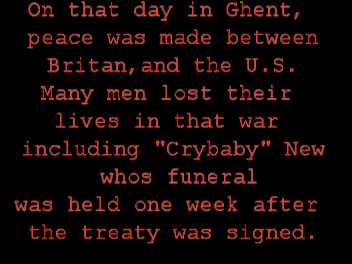 On that day in Ghent,
peace was made between
Britan,and the U.S.
Many men lost their
lives in that war
including "Crybaby" New
whos funeral
was held one week after
the treaty was signed.